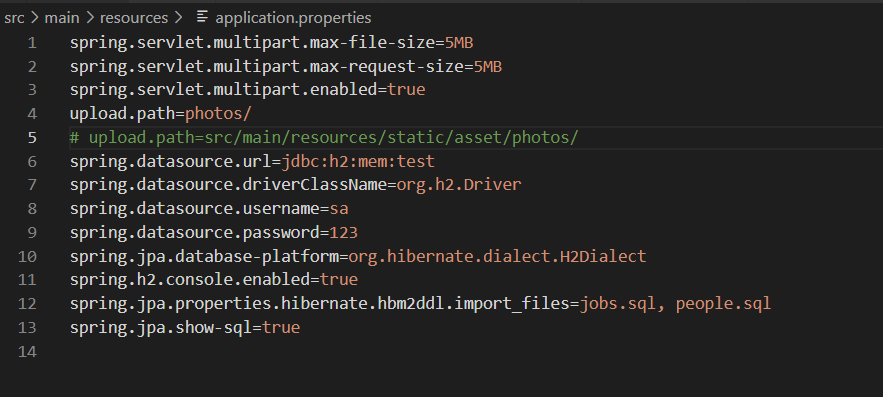 src > main > resources > application.properties
1 spring.servlet.multipart.max-file-size=5MB
2 spring.servlet.multipart.max-request-size=5MB
3 spring.servlet.multipart.enabled=true
4 upload.path=photos/
5 # upload.path=src/main/resources/static/asset/photos/
6 spring.datasource.url=jdbc:h2:mem:test
7 spring.datasource.driverClassName=org.h2.Driver
8 spring.datasource.username=sa
9 spring.datasource.password=123
10 spring.jpa.database-platform=org.hibernate.dialect.H2Dialect
11 spring.h2.console.enabled=true
12 spring.jpa.properties.hibernate.hbm2ddl.import_files=jobs.sql, people.sql
13 spring.jpa.show-sql=true
14